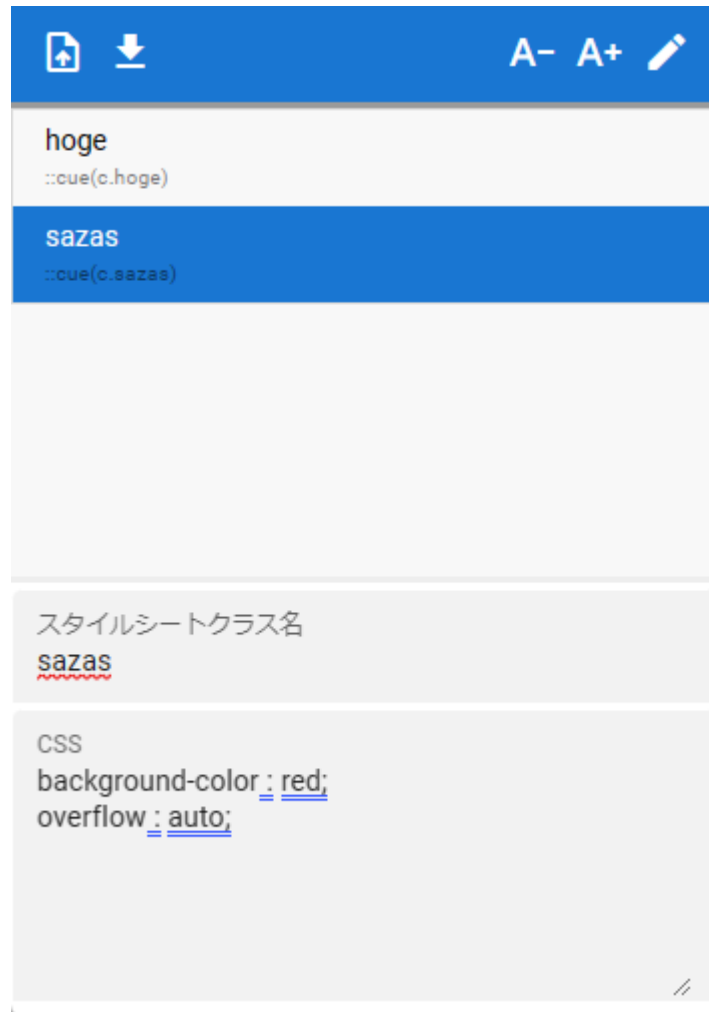 A− A+
hoge
::cue(c.hoge)
sazas
::cue(c.sazas)
スタイルシートクラス名
sazas
CSS
background-color : red;
overflow : auto;